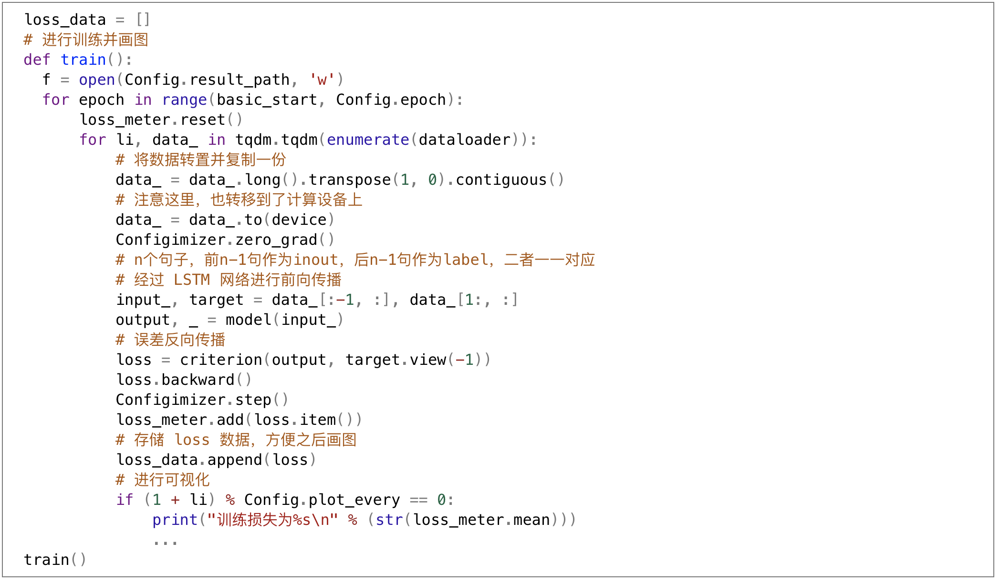 loss_data = []
# 进行训练并画图
def train():
  f = open(Config.result_path, 'w')
  for epoch in range(basic_start, Config.epoch):
      loss_meter.reset()
      for li, data_ in tqdm.tqdm(enumerate(dataloader)):
          # 将数据转置并复制一份
          data_ = data_.long().transpose(1, 0).contiguous()
          # 注意这里，也转移到了计算设备上
          data_ = data_.to(device)
          Configimizer.zero_grad()
          # n个句子，前n-1句作为inout，后n-1句作为label，二者一一对应
          # 经过 LSTM 网络进行前向传播
          input_, target = data_[:-1, :], data_[1:, :]
          output, _ = model(input_)
          # 误差反向传播
          loss = criterion(output, target.view(-1))
          loss.backward()
          Configimizer.step()
          loss_meter.add(loss.item())
          # 存储 loss 数据，方便之后画图
          loss_data.append(loss)
          # 进行可视化
          if (1 + li) % Config.plot_every == 0:
              print("训练损失为%s\n" % (str(loss_meter.mean)))
              ...
train()